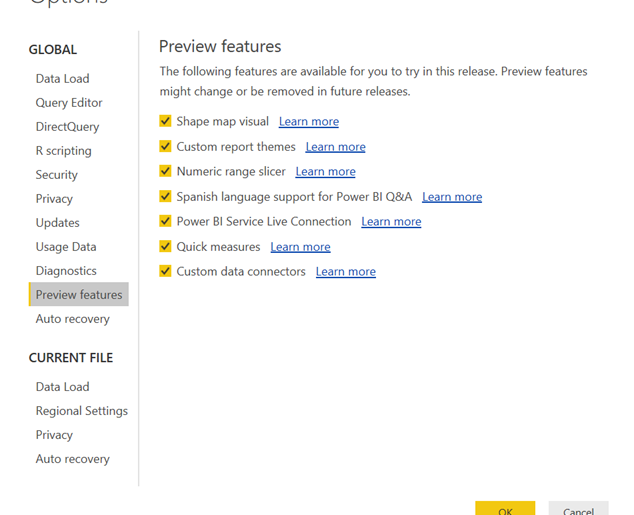 Options
GLOBAL
Data Load
Query Editor
DirectQuery
R scripting
Security
Privacy
Updates
Usage Data
Diagnostics
Preview features
Auto recovery
CURRENT FILE
Data Load
Regional Settings
Privacy
Auto recovery
Preview features
The following features are available for you to try in this release. Preview features
might change or be removed in future releases.
Shape map visual Learn more
Custom report themes Learn more
Numeric range slicer Learn more
Spanish language support for Power BI Q&A Learn more
Power BI Service Live Connection Learn more
Quick measures Learn more
Custom data connectors Learn more
OK Cancel